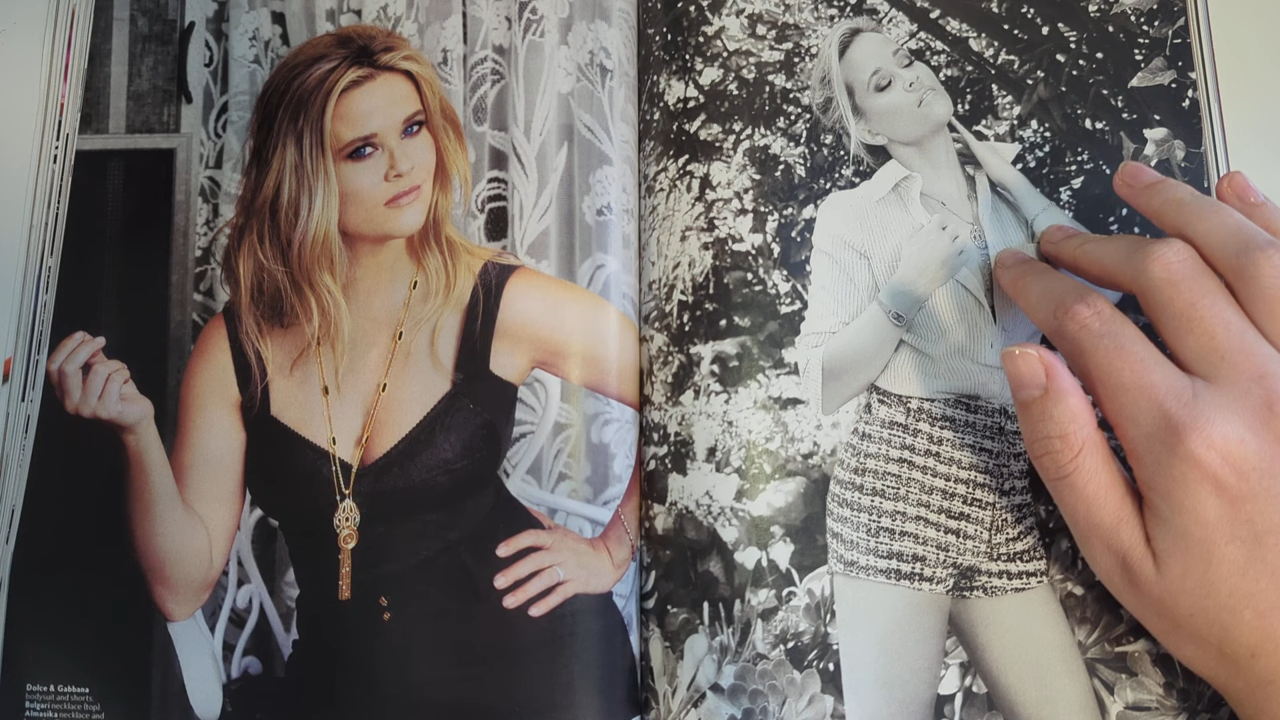 Dolce & Gabbana
bodysuit and shorts.
Bulgari necklace (top).
Almasika necklace and